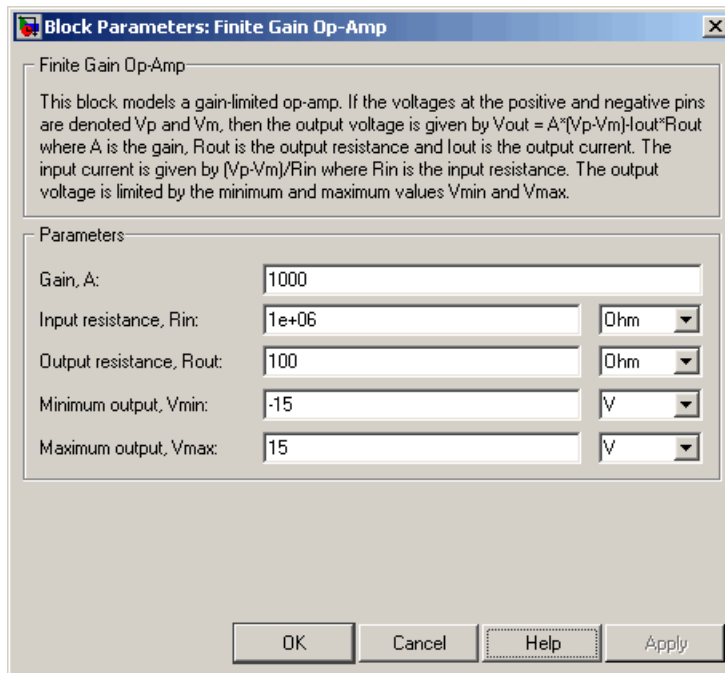 Block Parameters: Finite Gain Op-Amp
Finite Gain Op-Amp
This block models a gain-limited op-amp. If the voltages at the positive and negative pins
are denoted Vp and Vm, then the output voltage is given by Vout = A*(Vp-Vm)-Iout*Rout
where A is the gain, Rout is the output resistance and Iout is the output current. The
input current is given by (Vp-Vm)/Rin where Rin is the input resistance. The output
voltage is limited by the minimum and maximum values Vmin and Vmax.
Parameters
Gain, A: 1000
Input resistance, Rin: 1e+06 Ohm
Output resistance, Rout: 100 Ohm
Minimum output, Vmin: -15 V
Maximum output, Vmax: 15 V
OK Cancel Help Apply